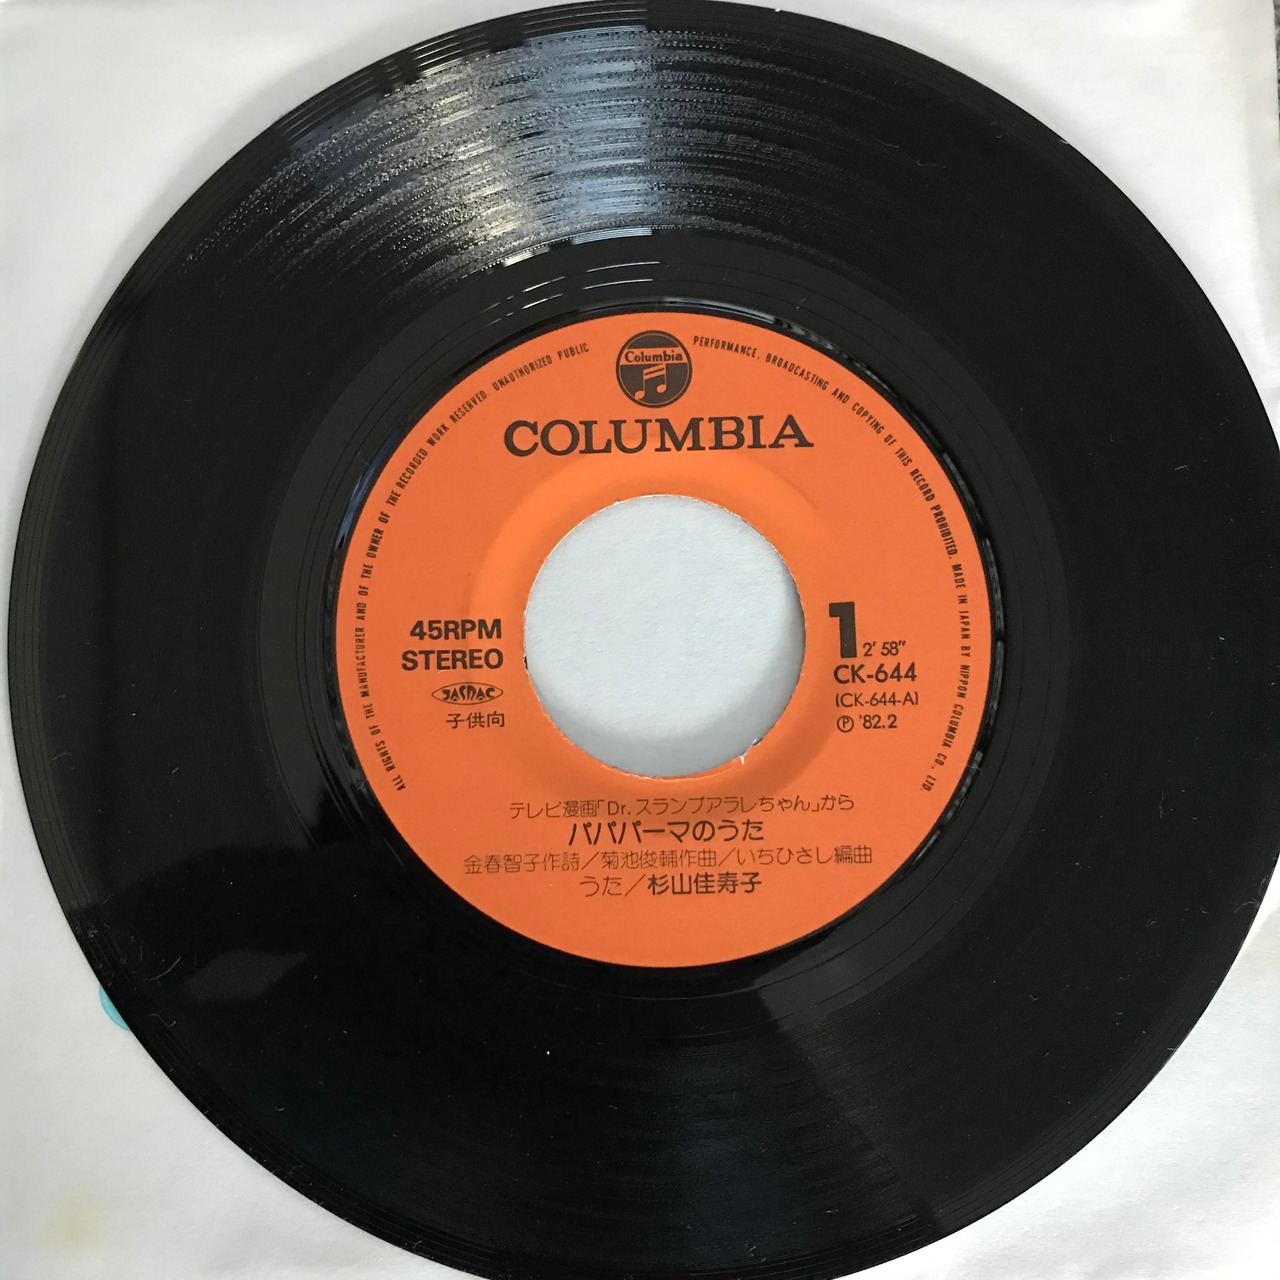 ALL RIGHTS OF THE MANUFACTURER AND OF THE OWNER OF THE RECORDED WORK RESERVED. UNAUTHORIZED PUBLIC PERFORMANCE, BROADCASTING AND COPYING OF THIS RECORD PROHIBITED. MADE IN JAPAN BY NIPPON COLUMBIA CO., LTD.
Columbia
COLUMBIA
45RPM
STEREO
JASRAC
子供向
1 2'58"
CK-644
(CK-644-A)
Ⓟ '82.2
テレビ漫画「Dr.スランプアラレちゃん」から
パパパーマのうた
金春智子作詩/菊池俊輔作曲/いちひさし編曲
うた/杉山佳寿子